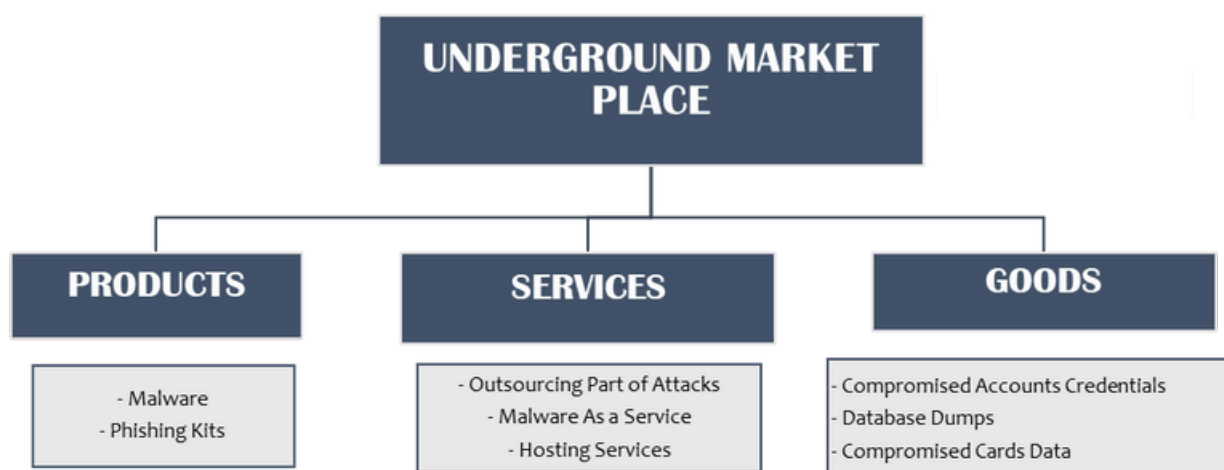 UNDERGROUND MARKET
PLACE
PRODUCTS
SERVICES
GOODS
- Malware
- Phishing Kits
- Outsourcing Part of Attacks
- Malware As a Service
- Hosting Services
- Compromised Accounts Credentials
- Database Dumps
- Compromised Cards Data